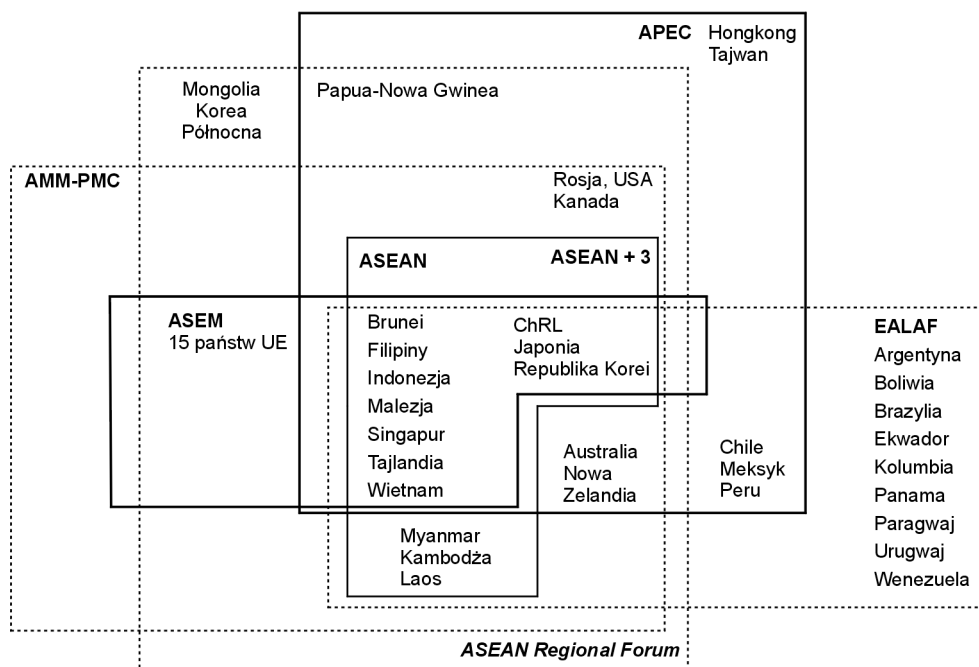 APEC
Hongkong
Tajwan
Mongolia
Korea
Północna
Papua-Nowa Gwinea
AMM-PMC
Rosja, USA
Kanada
ASEAN
ASEAN + 3
ASEM
15 państw UE
Brunei
Filipiny
Indonezja
Malezja
Singapur
Tajlandia
Wietnam
ChRL
Japonia
Republika Korei
EALAF
Argentyna
Boliwia
Brazylia
Ekwador
Kolumbia
Panama
Paragwaj
Urugwaj
Wenezuela
Australia
Nowa
Zelandia
Chile
Meksyk
Peru
Myanmar
Kambodża
Laos
ASEAN Regional Forum